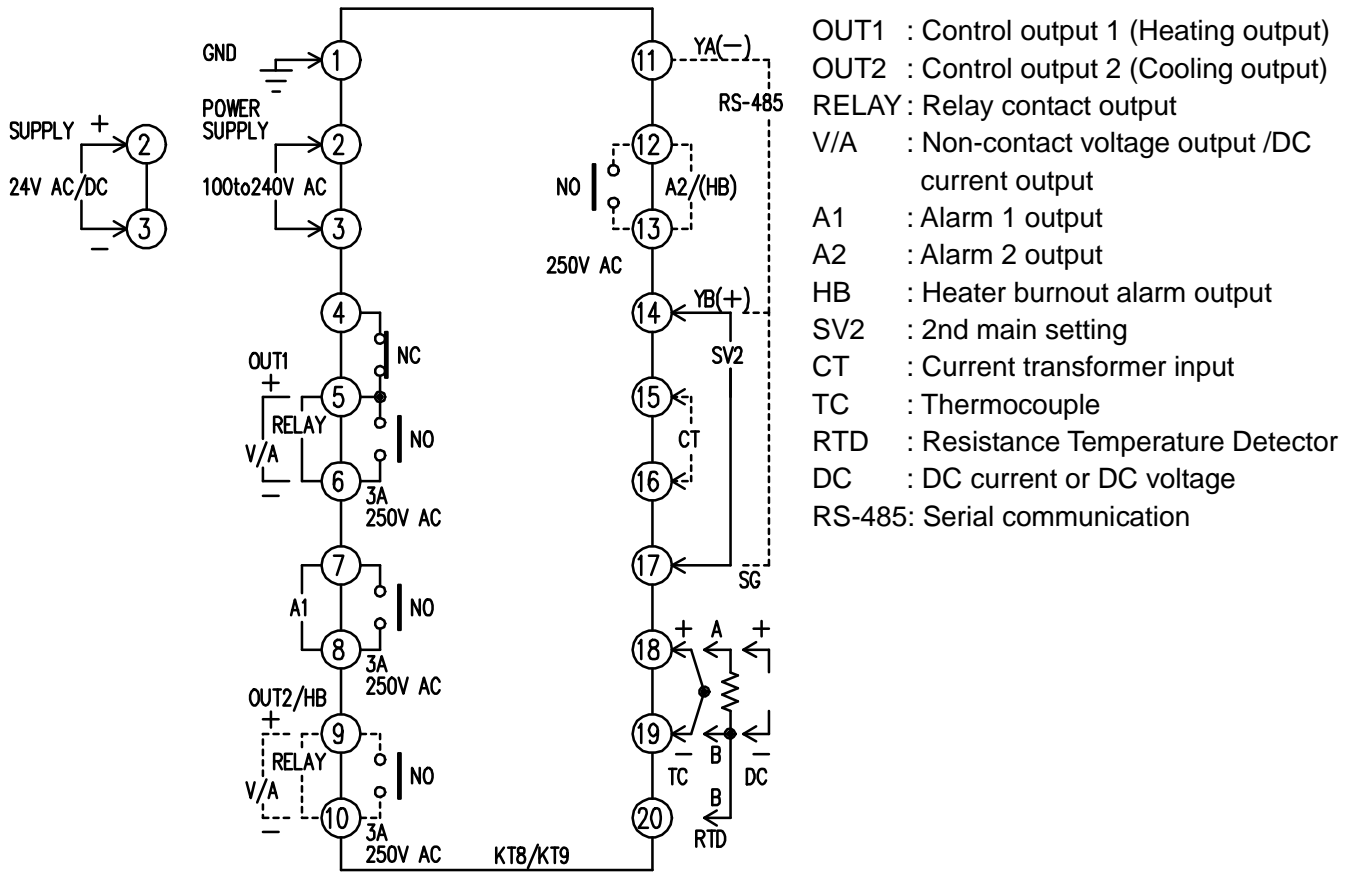 SUPPLY +
24V AC/DC
−
2
3
GND
POWER
SUPPLY
100to240V AC
1
2
3
4
NC
OUT1
+
5
RELAY
NO
V/A
−
6
3A
250V AC
7
A1
NO
8
3A
250V AC
OUT2/HB
+
9
RELAY
NO
V/A
−
10
3A
250V AC
KT8/KT9
11
YA(−)
RS-485
12
NO
A2/(HB)
13
250V AC
14
YB(+)
SV2
15
CT
16
17
SG
18
+ A +
19
− B −
TC DC
B
20
RTD
OUT1 : Control output 1 (Heating output)
OUT2 : Control output 2 (Cooling output)
RELAY : Relay contact output
V/A : Non-contact voltage output /DC
current output
A1 : Alarm 1 output
A2 : Alarm 2 output
HB : Heater burnout alarm output
SV2 : 2nd main setting
CT : Current transformer input
TC : Thermocouple
RTD : Resistance Temperature Detector
DC : DC current or DC voltage
RS-485: Serial communication